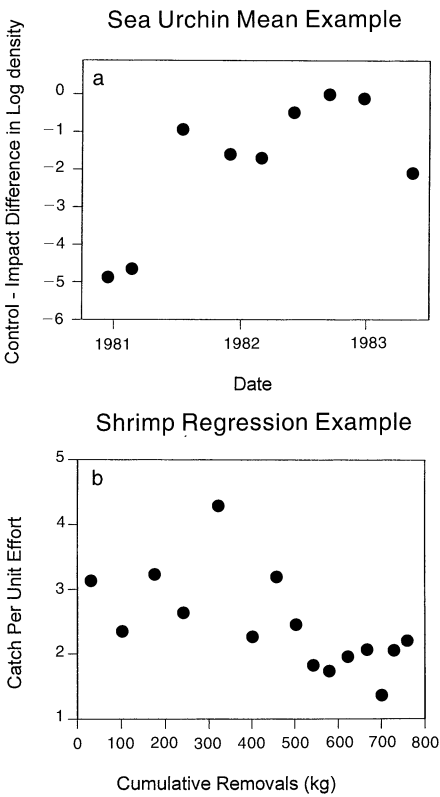 Sea Urchin Mean Example
Control - Impact Difference in Log density
a
0
−1
−2
−3
−4
−5
−6
1981 1982 1983
Date
Shrimp Regression Example
Catch Per Unit Effort
b
5
4
3
2
1
0 100 200 300 400 500 600 700 800
Cumulative Removals (kg)